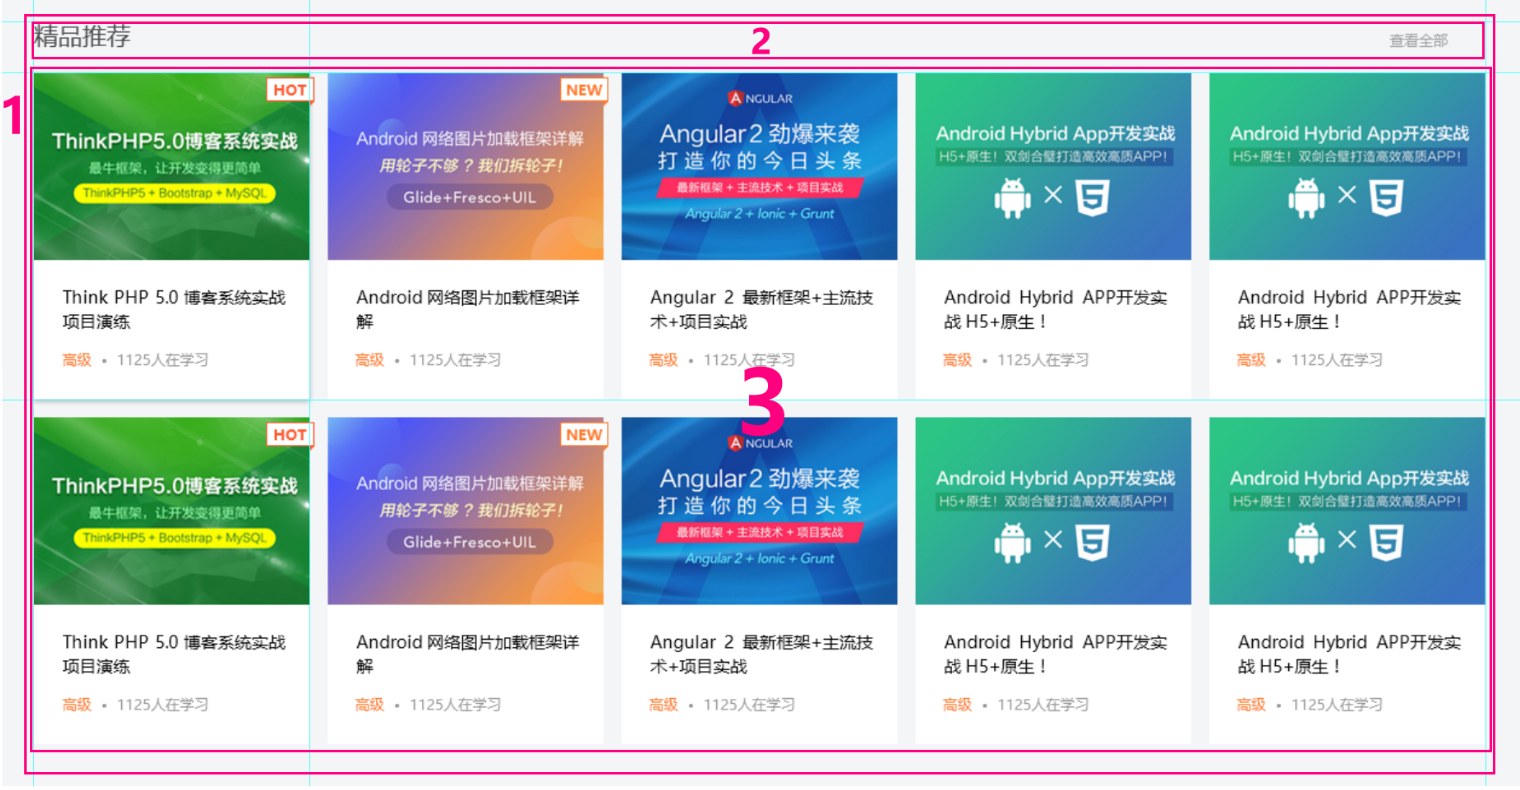 精品推荐
2
查看全部
1
HOT
ThinkPHP5.0博客系统实战
最牛框架，让开发变得更简单
ThinkPHP5 + Bootstrap + MySQL
Think PHP 5.0 博客系统实战
项目演练
高级 • 1125人在学习
NEW
Android 网络图片加载框架详解
用轮子不够？我们拆轮子！
Glide+Fresco+UIL
Android 网络图片加载框架详
解
高级 • 1125人在学习
ANGULAR
Angular2 劲爆来袭
打造你的今日头条
最新框架 + 主流技术 + 项目实战
Angular 2 + Ionic + Grunt
Angular 2 最新框架+主流技
术+项目实战
高级 • 1125人在学习
Android Hybrid App开发实战
H5+原生！双剑合璧打造高效高质APP！
Android Hybrid APP开发实
战 H5+原生！
高级 • 1125人在学习
Android Hybrid App开发实战
H5+原生！双剑合璧打造高效高质APP！
Android Hybrid APP开发实
战 H5+原生！
高级 • 1125人在学习
3
HOT
ThinkPHP5.0博客系统实战
最牛框架，让开发变得更简单
ThinkPHP5 + Bootstrap + MySQL
Think PHP 5.0 博客系统实战
项目演练
高级 • 1125人在学习
NEW
Android 网络图片加载框架详解
用轮子不够？我们拆轮子！
Glide+Fresco+UIL
Android 网络图片加载框架详
解
高级 • 1125人在学习
ANGULAR
Angular2 劲爆来袭
打造你的今日头条
最新框架 + 主流技术 + 项目实战
Angular 2 + Ionic + Grunt
Angular 2 最新框架+主流技
术+项目实战
高级 • 1125人在学习
Android Hybrid App开发实战
H5+原生！双剑合璧打造高效高质APP！
Android Hybrid APP开发实
战 H5+原生！
高级 • 1125人在学习
Android Hybrid App开发实战
H5+原生！双剑合璧打造高效高质APP！
Android Hybrid APP开发实
战 H5+原生！
高级 • 1125人在学习